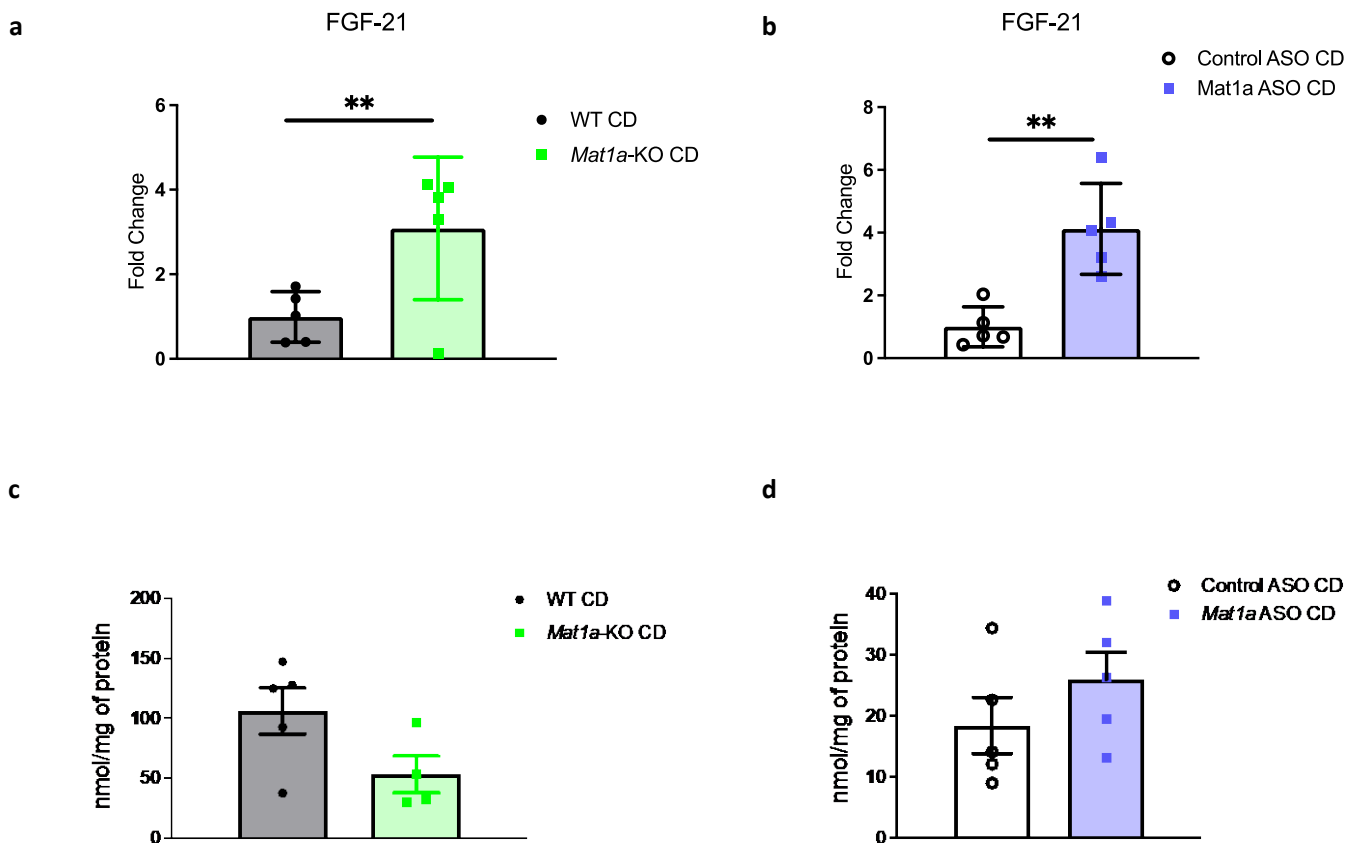 a
FGF-21
**
Fold Change
6
4
2
0
WT CD
Mat1a-KO CD
b
FGF-21
**
Fold Change
8
6
4
2
0
Control ASO CD
Mat1a ASO CD
c
nmol/mg of protein
200
150
100
50
0
WT CD
Mat1a-KO CD
d
nmol/mg of protein
40
30
20
10
0
Control ASO CD
Mat1a ASO CD